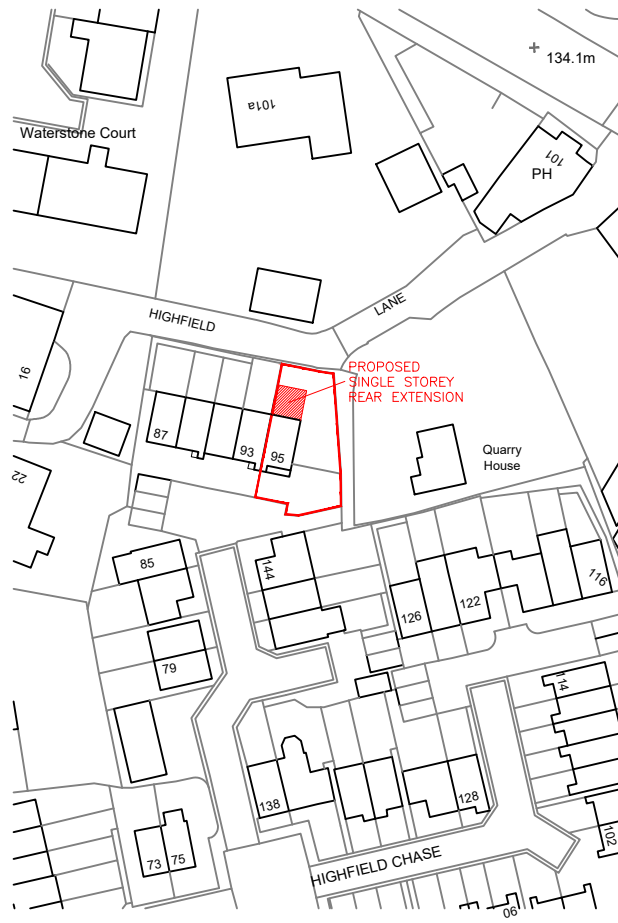 134.1m
101a
Waterstone Court
101
PH
HIGHFIELD
LANE
PROPOSED
SINGLE STOREY
REAR EXTENSION
16
87
93
95
Quarry
House
22
85
144
126
122
116
79
114
138
128
73
75
102
HIGHFIELD CHASE
90